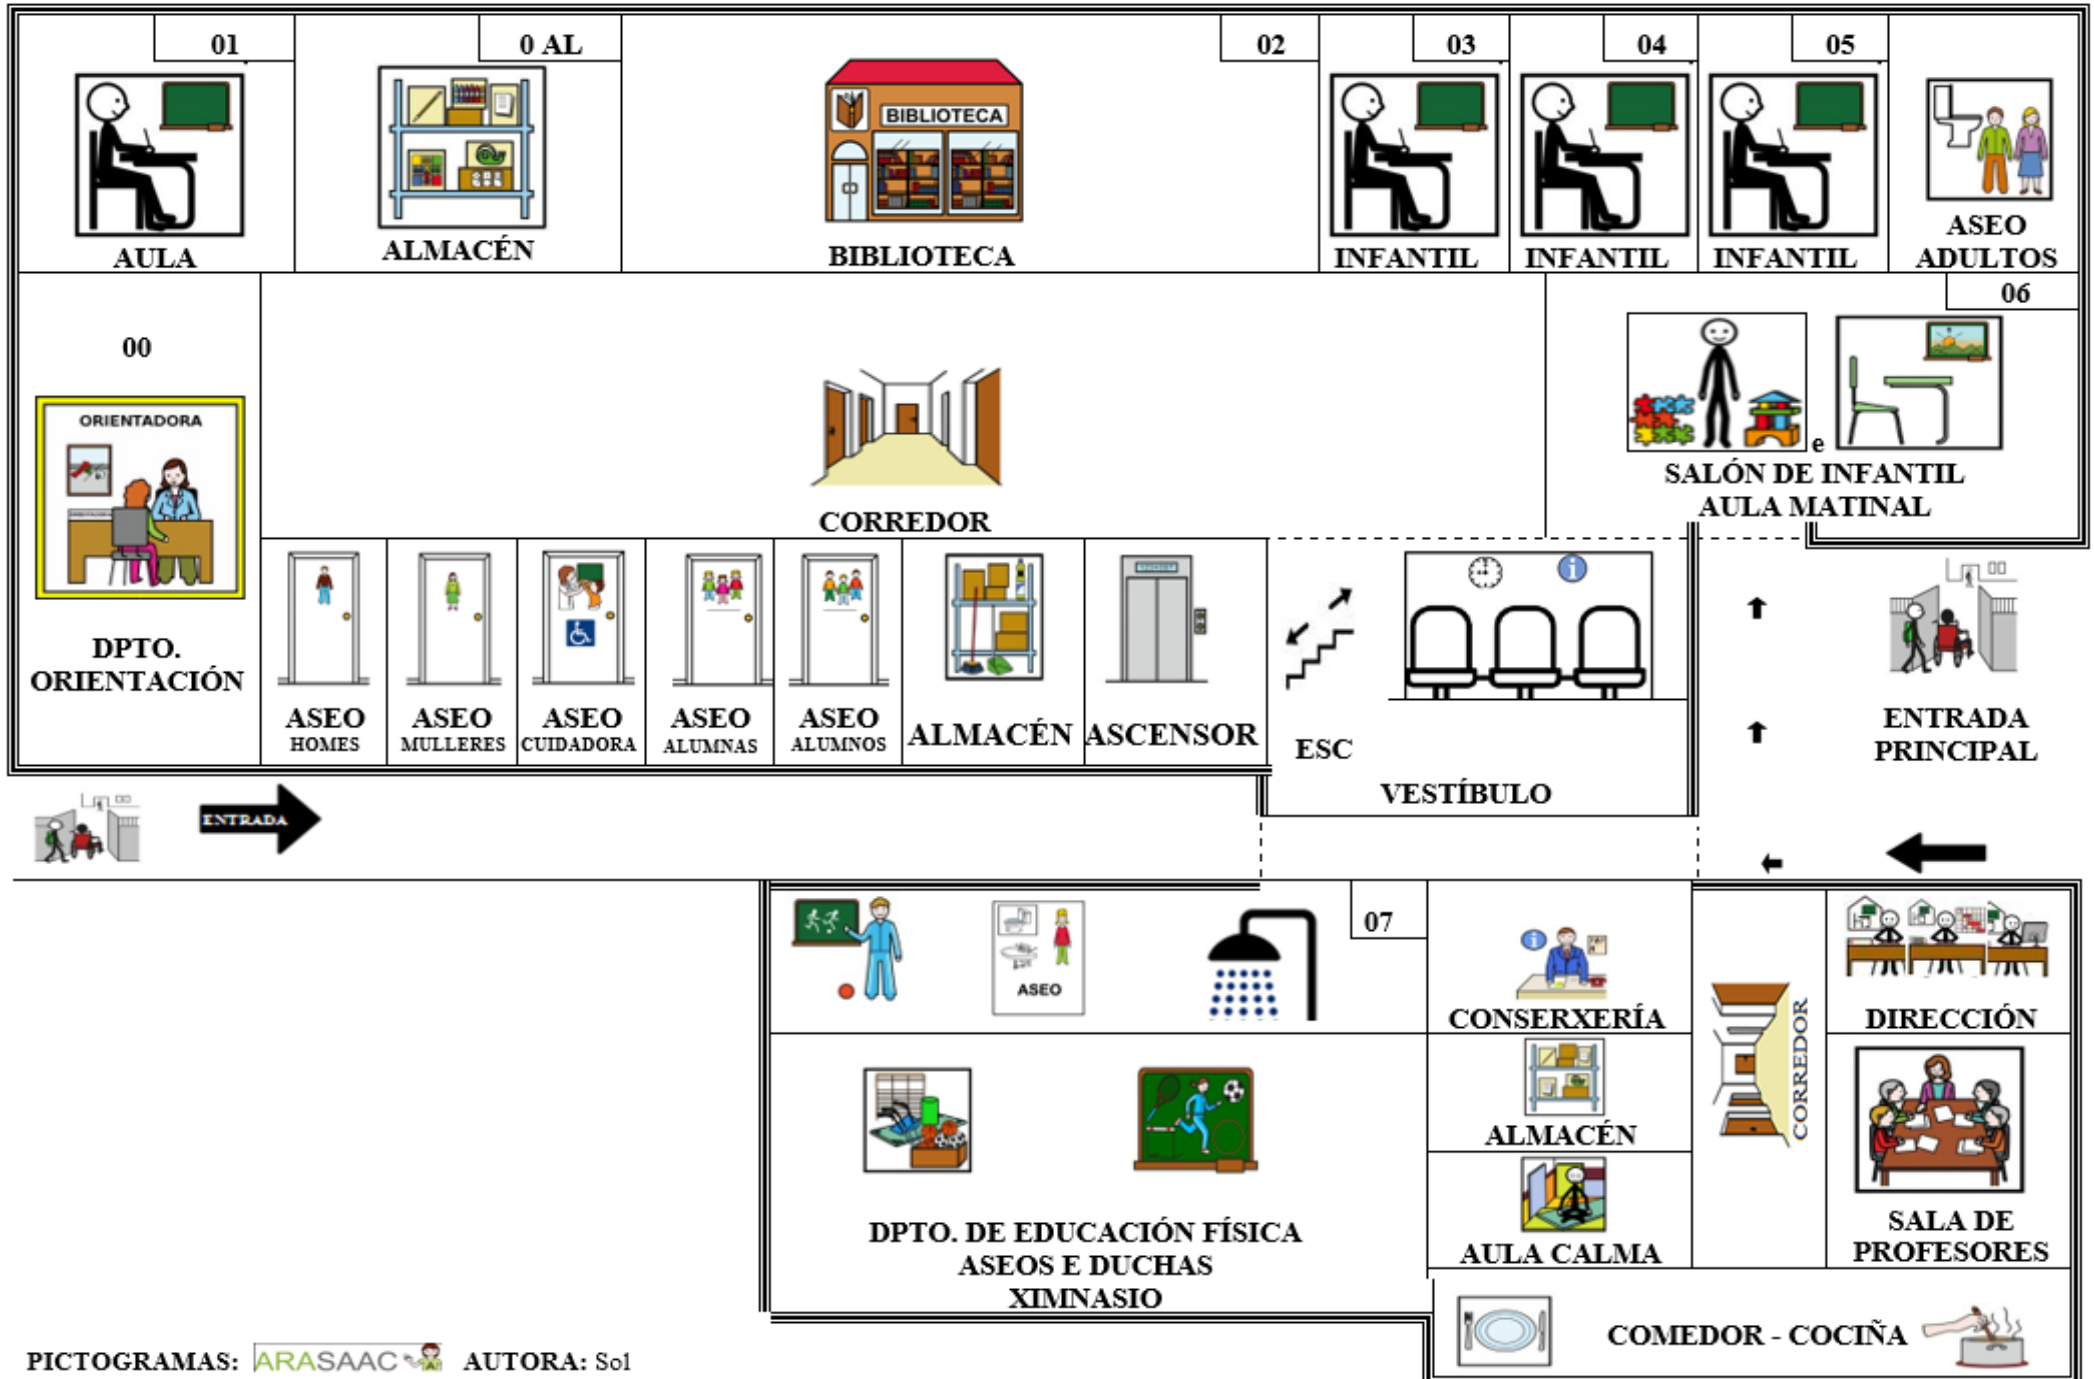 01
0 AL
02
03
04
05
BIBLIOTECA
AULA
ALMACÉN
BIBLIOTECA
INFANTIL
INFANTIL
INFANTIL
ASEO
ADULTOS
00
06
ORIENTADORA
e
SALÓN DE INFANTIL
AULA MATINAL
CORREDOR
DPTO.
ORIENTACIÓN
ASEO
HOMES
ASEO
MULLERES
ASEO
CUIDADORA
ASEO
ALUMNAS
ASEO
ALUMNOS
ALMACÉN
ASCENSOR
i
ESC
VESTÍBULO
ENTRADA
PRINCIPAL
ENTRADA
07
ASEO
i
CONSERXERÍA
DIRECCIÓN
CORREDOR
ALMACÉN
AULA CALMA
SALA DE
PROFESORES
DPTO. DE EDUCACIÓN FÍSICA
ASEOS E DUCHAS
XIMNASIO
COMEDOR - COCIÑA
PICTOGRAMAS: ARASAAC AUTORA: Sol